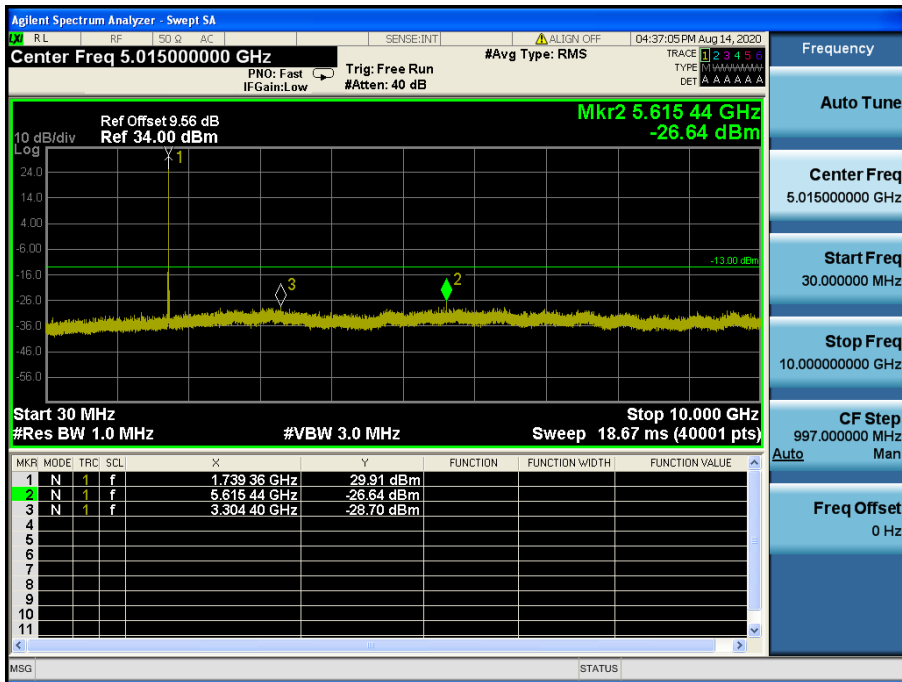 Agilent Spectrum Analyzer - Swept SA
LXI RL RF 50 Ω AC SENSE:INT ALIGN OFF 04:37:05 PM Aug 14, 2020
Center Freq 5.015000000 GHz
PNO: Fast
IFGain:Low
Trig: Free Run
#Atten: 40 dB
#Avg Type: RMS
TRACE 1 2 3 4 5 6
TYPE M W W W W W
DET A A A A A A
Ref Offset 9.56 dB
10 dB/div Ref 34.00 dBm
Log
Mkr2 5.615 44 GHz
-26.64 dBm
24.0
14.0
4.00
-6.00
-16.0
-26.0
-36.0
-46.0
-56.0
1
3
2
-13.00 dBm
Start 30 MHz Stop 10.000 GHz
#Res BW 1.0 MHz #VBW 3.0 MHz Sweep 18.67 ms (40001 pts)
MKR MODE TRC SCL X Y FUNCTION FUNCTION WIDTH FUNCTION VALUE
1 N 1 f 1.739 36 GHz 29.91 dBm
2 N 1 f 5.615 44 GHz -26.64 dBm
3 N 1 f 3.304 40 GHz -28.70 dBm
4
5
6
7
8
9
10
11
MSG STATUS
Frequency
Auto Tune
Center Freq
5.015000000 GHz
Start Freq
30.000000 MHz
Stop Freq
10.000000000 GHz
CF Step
997.000000 MHz
Auto Man
Freq Offset
0 Hz